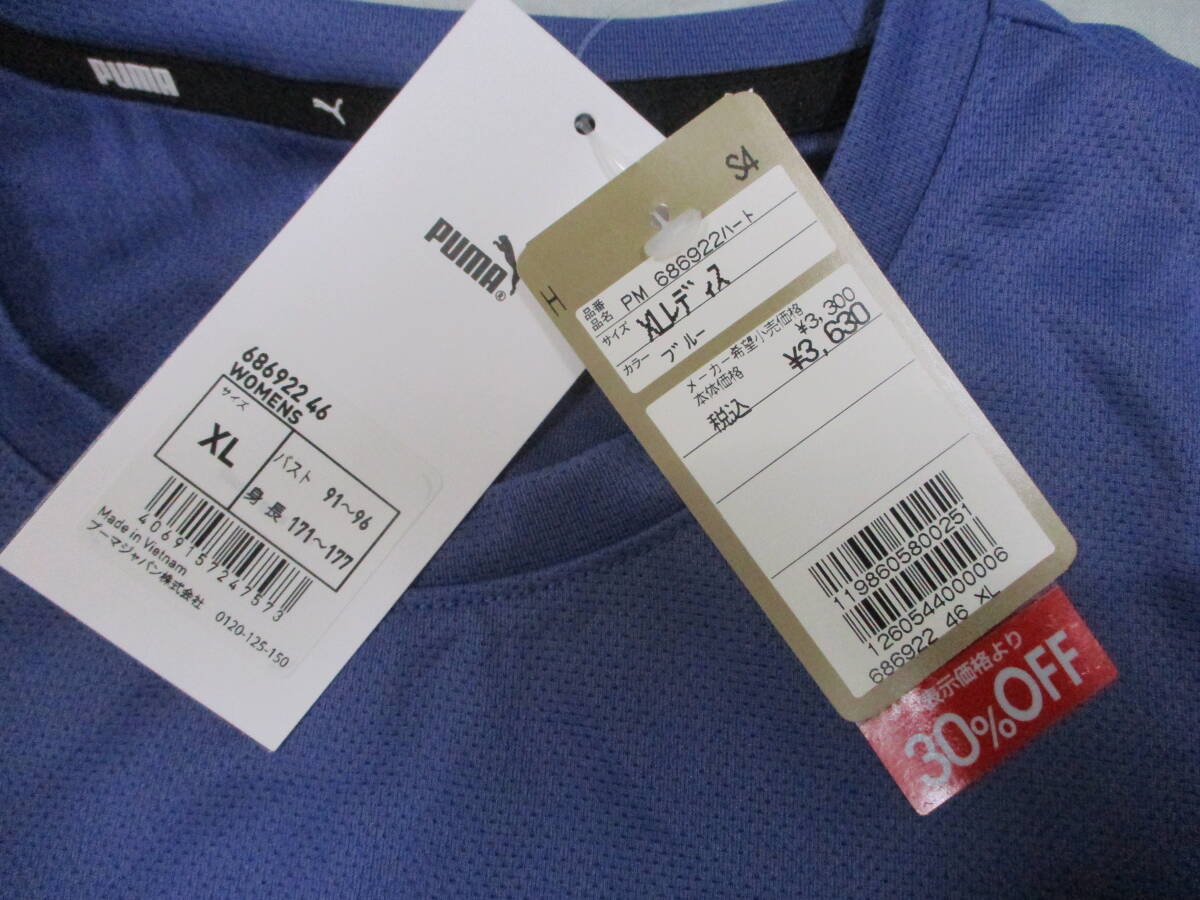 PUMA
PUMA®
686922 46
WOMENS
サイズ
XL
バスト 91～96
身長 171～177
4069157247573
Made in Vietnam
プーマジャパン株式会社 0120-125-150
H
品番
品名 PM 686922ハート
サイズ XLレディス
カラー ブルー
メーカー希望小売価格
本体価格 ¥3,300
税込 ¥3,630
1198605800251
1260544000006
686922 46 XL
表示価格より
30%OFF